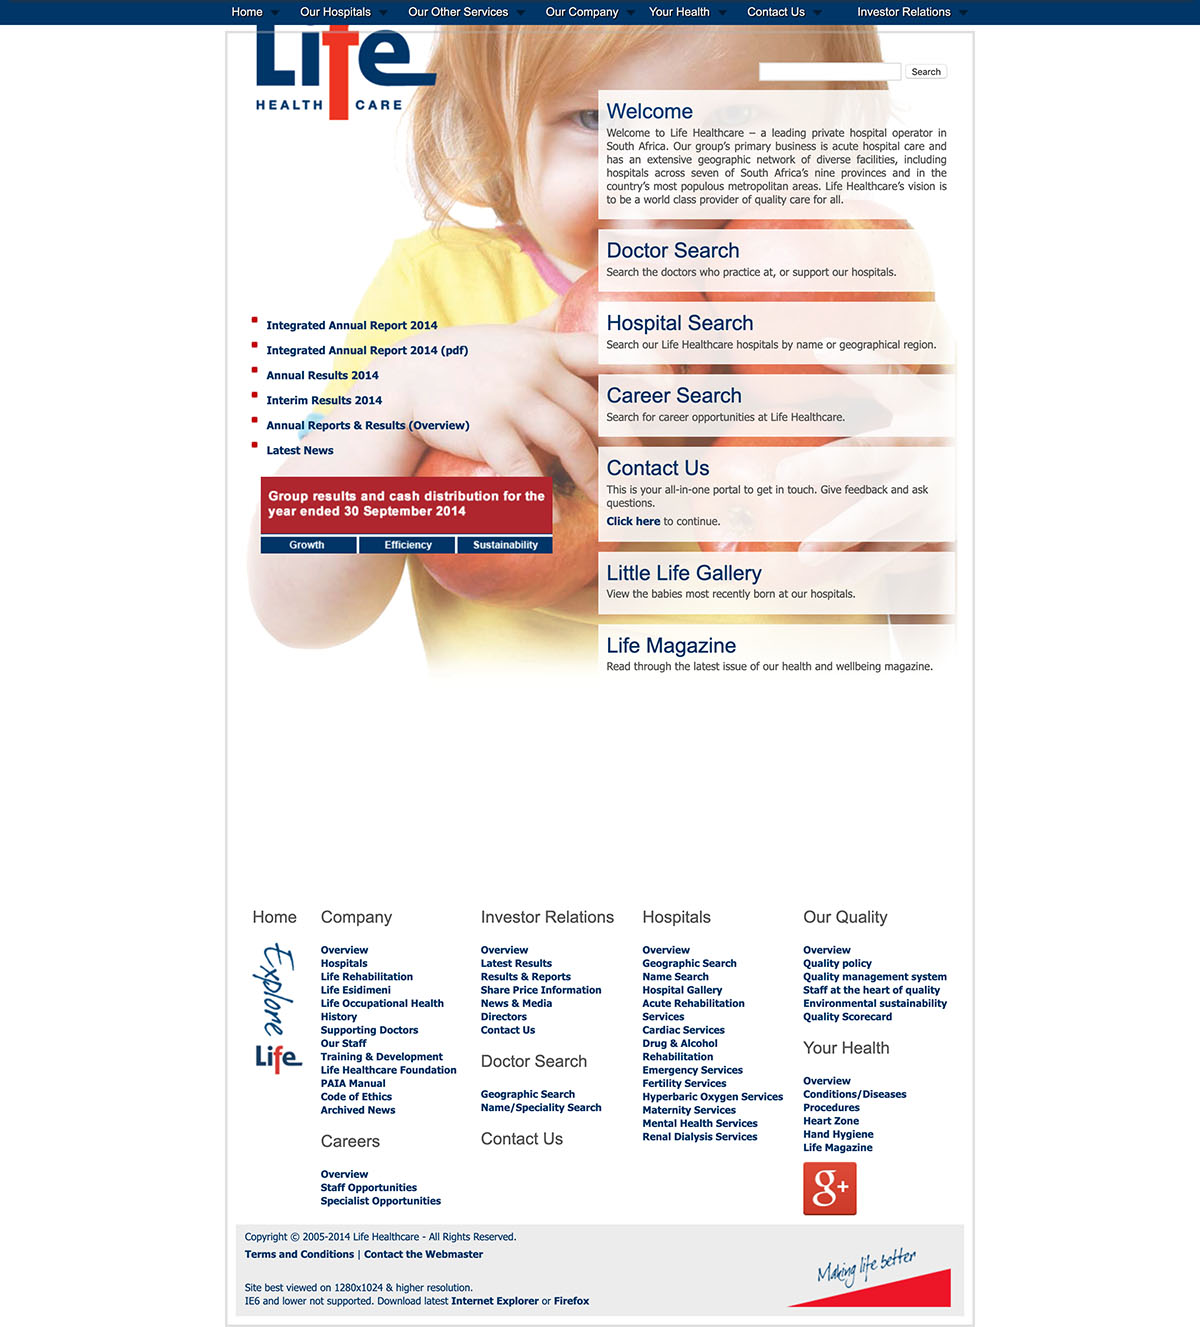 Home Our Hospitals Our Other Services Our Company Your Health Contact Us Investor Relations
Life
HEALTH CARE
Search
Welcome
Welcome to Life Healthcare – a leading private hospital operator in
South Africa. Our group's primary business is acute hospital care and
has an extensive geographic network of diverse facilities, including
hospitals across seven of South Africa's nine provinces and in the
country's most populous metropolitan areas. Life Healthcare's vision is
to be a world class provider of quality care for all.
Doctor Search
Search the doctors who practice at, or support our hospitals.
Hospital Search
Search our Life Healthcare hospitals by name or geographical region.
Career Search
Search for career opportunities at Life Healthcare.
Contact Us
This is your all-in-one portal to get in touch. Give feedback and ask
questions.
Click here to continue.
Little Life Gallery
View the babies most recently born at our hospitals.
Life Magazine
Read through the latest issue of our health and wellbeing magazine.
Integrated Annual Report 2014
Integrated Annual Report 2014 (pdf)
Annual Results 2014
Interim Results 2014
Annual Reports & Results (Overview)
Latest News
Group results and cash distribution for the
year ended 30 September 2014
Growth Efficiency Sustainability
Home
Explore
Life
Company
Overview
Hospitals
Life Rehabilitation
Life Esidimeni
Life Occupational Health
History
Supporting Doctors
Our Staff
Training & Development
Life Healthcare Foundation
PAIA Manual
Code of Ethics
Archived News
Careers
Overview
Staff Opportunities
Specialist Opportunities
Investor Relations
Overview
Latest Results
Results & Reports
Share Price Information
News & Media
Directors
Contact Us
Doctor Search
Geographic Search
Name/Speciality Search
Contact Us
Hospitals
Overview
Geographic Search
Name Search
Hospital Gallery
Acute Rehabilitation
Services
Cardiac Services
Drug & Alcohol
Rehabilitation
Emergency Services
Fertility Services
Hyperbaric Oxygen Services
Maternity Services
Mental Health Services
Renal Dialysis Services
Our Quality
Overview
Quality policy
Quality management system
Staff at the heart of quality
Environmental sustainability
Quality Scorecard
Your Health
Overview
Conditions/Diseases
Procedures
Heart Zone
Hand Hygiene
Life Magazine
g+
Copyright © 2005-2014 Life Healthcare - All Rights Reserved.
Terms and Conditions | Contact the Webmaster
Site best viewed on 1280x1024 & higher resolution.
IE6 and lower not supported. Download latest Internet Explorer or Firefox
Making life better